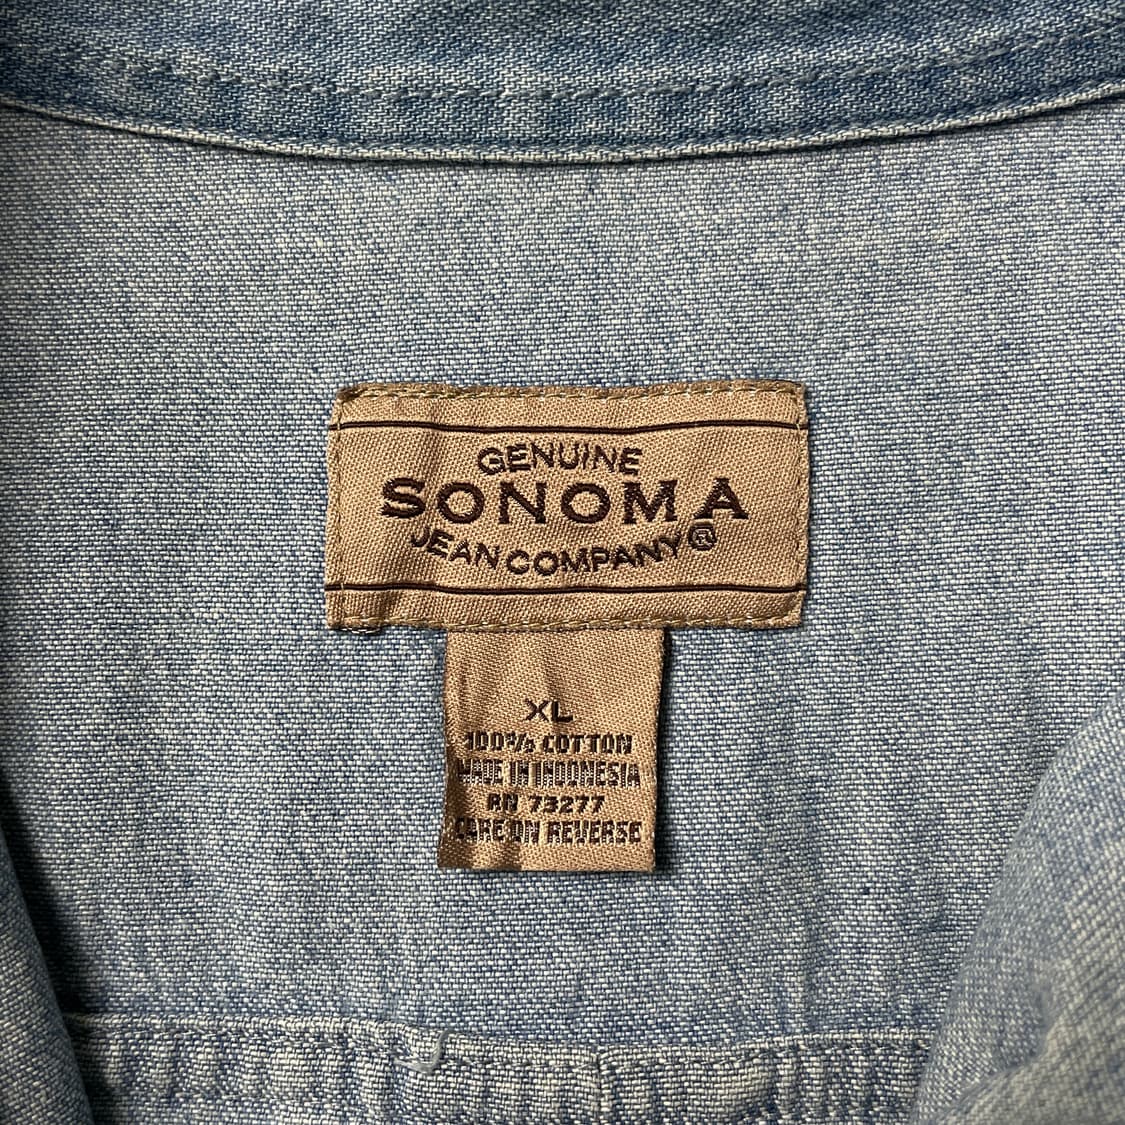 GENUINE
SONOMA
JEAN COMPANY®
XL
100% COTTON
MADE IN INDONESIA
RN 73277
CARE ON REVERSE